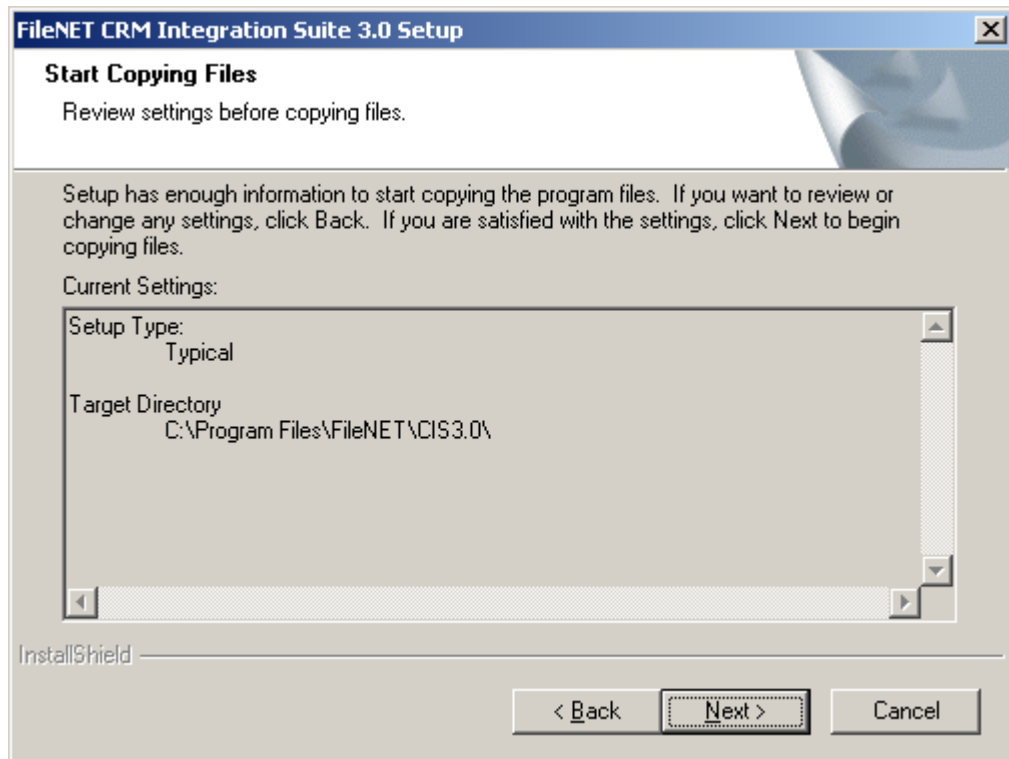 FileNET CRM Integration Suite 3.0 Setup
Start Copying Files
Review settings before copying files.
Setup has enough information to start copying the program files.  If you want to review or
change any settings, click Back.  If you are satisfied with the settings, click Next to begin
copying files.
Current Settings:
Setup Type:
Typical
Target Directory
C:\Program Files\FileNET\CIS3.0\
InstallShield
< Back
Next >
Cancel